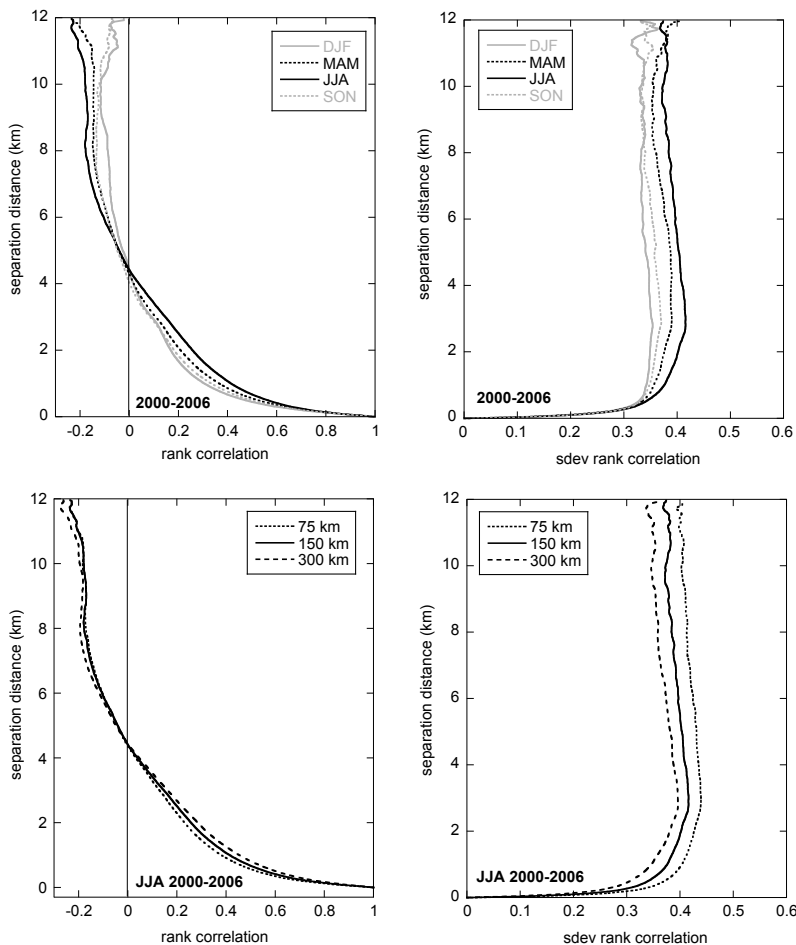 12
10
8
6
4
2
0
separation distance (km)
DJF
MAM
JJA
SON
2000-2006
-0.2 0 0.2 0.4 0.6 0.8 1
rank correlation
12
10
8
6
4
2
0
separation distance (km)
DJF
MAM
JJA
SON
2000-2006
0 0.1 0.2 0.3 0.4 0.5 0.6
sdev rank correlation
12
10
8
6
4
2
0
separation distance (km)
75 km
150 km
300 km
JJA 2000-2006
-0.2 0 0.2 0.4 0.6 0.8 1
rank correlation
12
10
8
6
4
2
0
separation distance (km)
75 km
150 km
300 km
JJA 2000-2006
0 0.1 0.2 0.3 0.4 0.5 0.6
sdev rank correlation